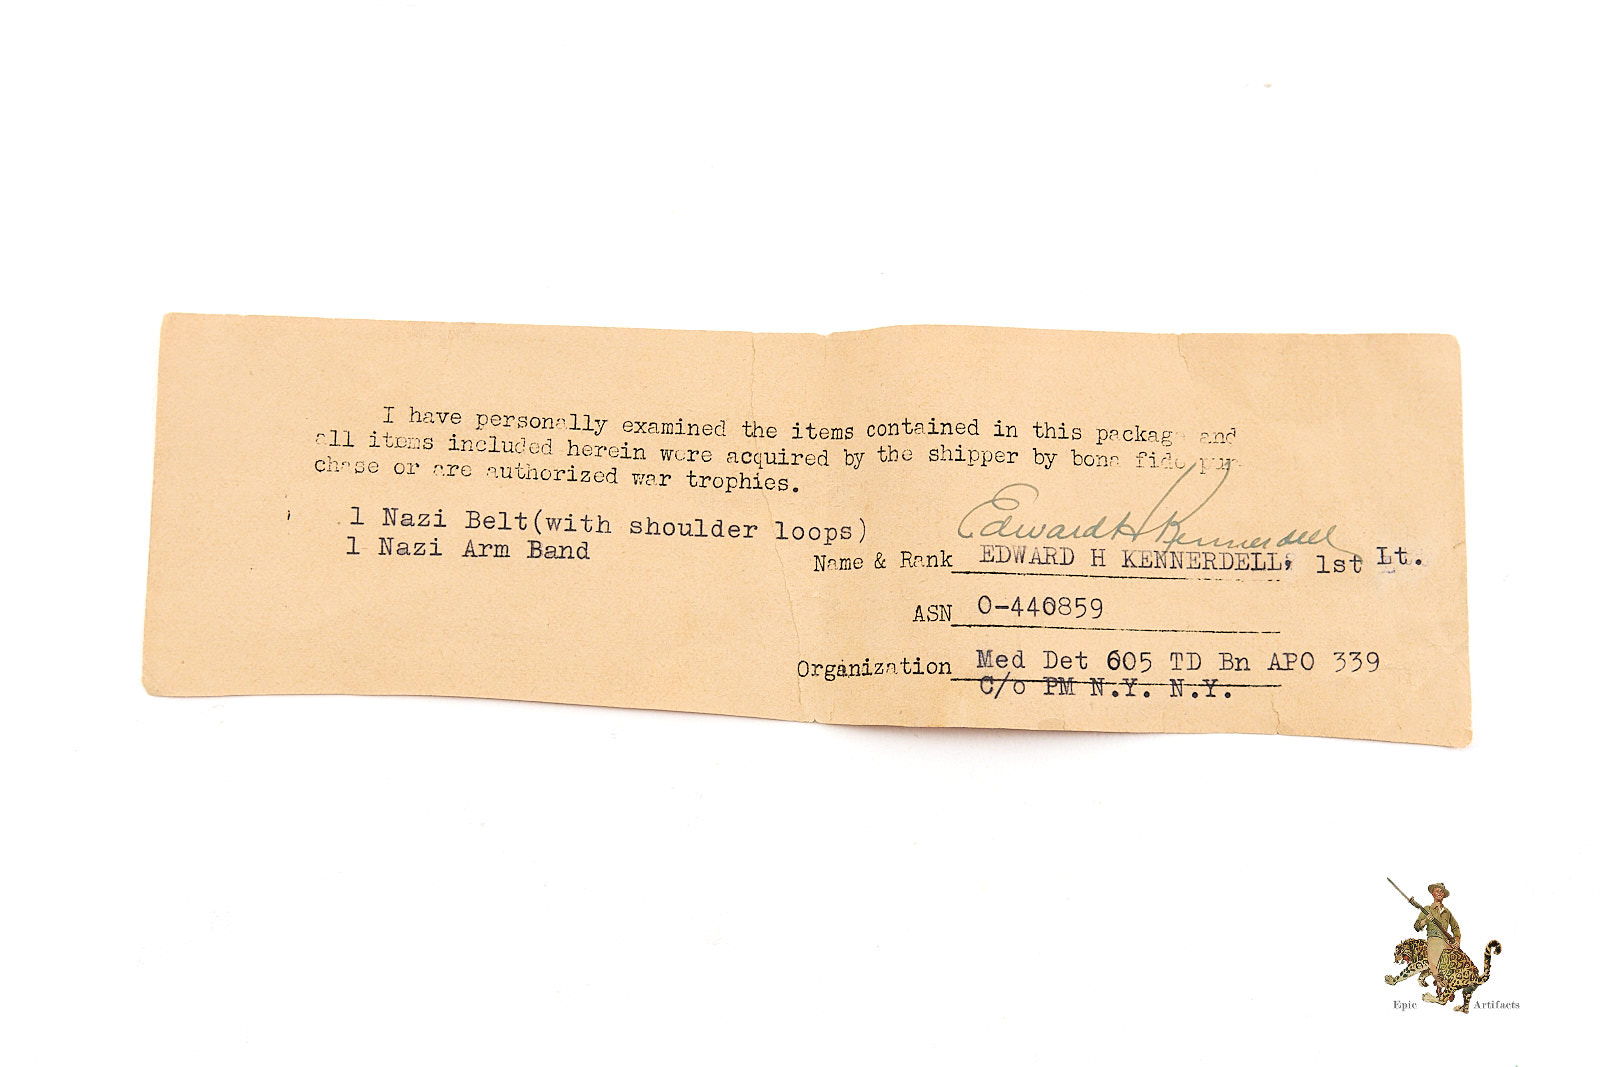 I have personally examined the items contained in this package and
all items included herein were acquired by the shipper by bona fide pur-
chase or are authorized war trophies.
1 Nazi Belt(with shoulder loops)
1 Nazi Arm Band
Edward H Kennerdell
Name & Rank EDWARD H KENNERDELL, 1st Lt.
ASN O-440859
Organization Med Det 605 TD Bn APO 339
C/o PM N.Y. N.Y.
Epic Artifacts